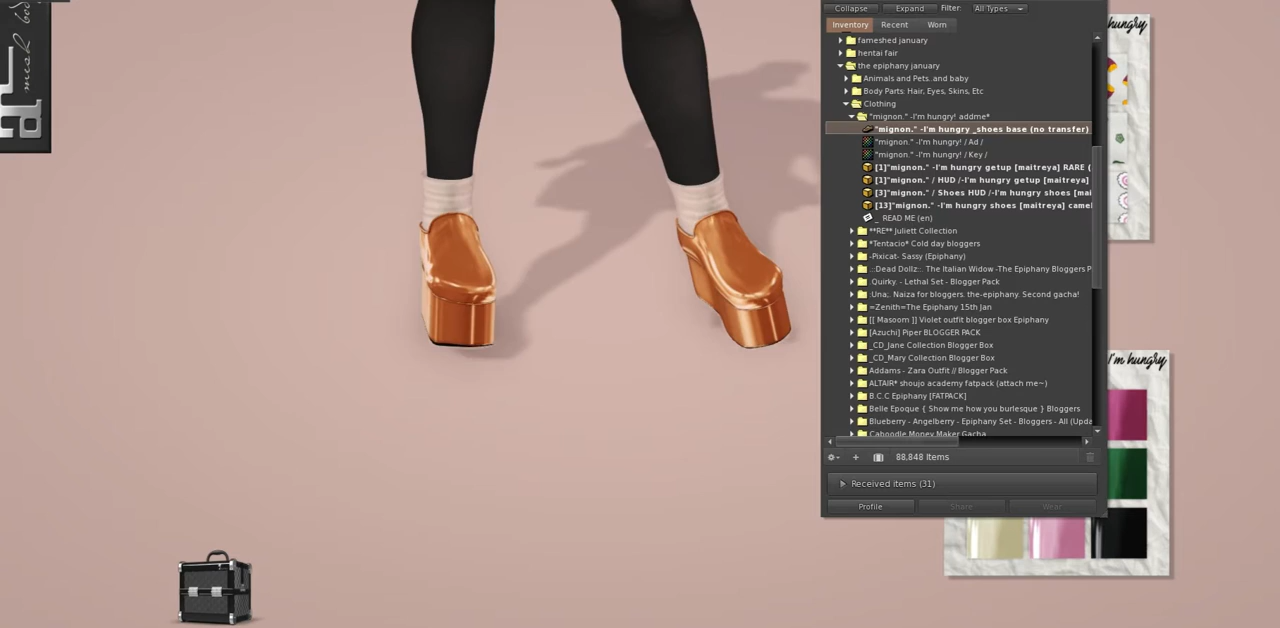 mesh bod
Collapse Expand Filter: All Types
Inventory Recent Worn
hungry
fameshed january
hentai fair
the epiphany january
Animals and Pets. and baby
Body Parts: Hair, Eyes, Skins, Etc
Clothing
"mignon." -I'm hungry! addme*
"mignon." -I'm hungry _shoes base (no transfer)
"mignon." -I'm hungry! / Ad /
"mignon." -I'm hungry! / Key /
[1]"mignon." -I'm hungry getup [maitreya] RARE (
[1]"mignon." / HUD /-I'm hungry getup [maitreya]
[3]"mignon." / Shoes HUD /-I'm hungry shoes [mai
[13]"mignon." -I'm hungry shoes [maitreya] camel
_ READ ME (en)
**RE** Juliett Collection
*Tentacio* Cold day bloggers
-Pixicat- Sassy (Epiphany)
.::Dead Dollz::. The Italian Widow -The Epiphany Bloggers P
.Quirky. - Lethal Set - Blogger Pack
:Una;. Naiza for bloggers. the-epiphany. Second gacha!
=Zenith=The Epiphany 15th Jan
[[ Masoom ]] Violet outfit blogger box Epiphany
[Azuchi] Piper BLOGGER PACK
_CD_Jane Collection Blogger Box
_CD_Mary Collection Blogger Box
Addams - Zara Outfit // Blogger Pack
ALTAIR* shoujo academy fatpack (attach me~)
B.C.C Epiphany [FATPACK]
Belle Epoque { Show me how you burlesque } Bloggers
Blueberry - Angelberry - Epiphany Set - Bloggers - All (Upda
Caboodle Money Maker Gacha
I'm hungry
88,848 Items
Received items (31)
Profile Share Wear